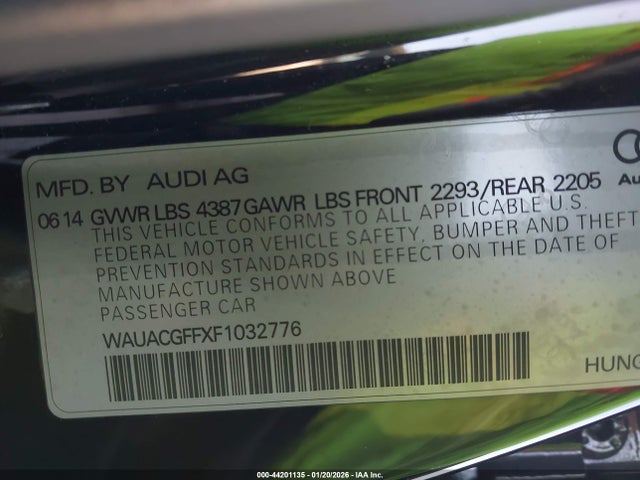 MFD. BY AUDI AG
06 14 GVWR LBS 4387 GAWR LBS FRONT 2293/REAR 2205
THIS VEHICLE CONFORMS TO ALL APPLICABLE U.S.
FEDERAL MOTOR VEHICLE SAFETY, BUMPER AND THEFT
PREVENTION STANDARDS IN EFFECT ON THE DATE OF
MANUFACTURE SHOWN ABOVE
PASSENGER CAR
WAUACGFFXF1032776
Au
HUNG
000-44201135 - 01/20/2026 - IAA Inc.